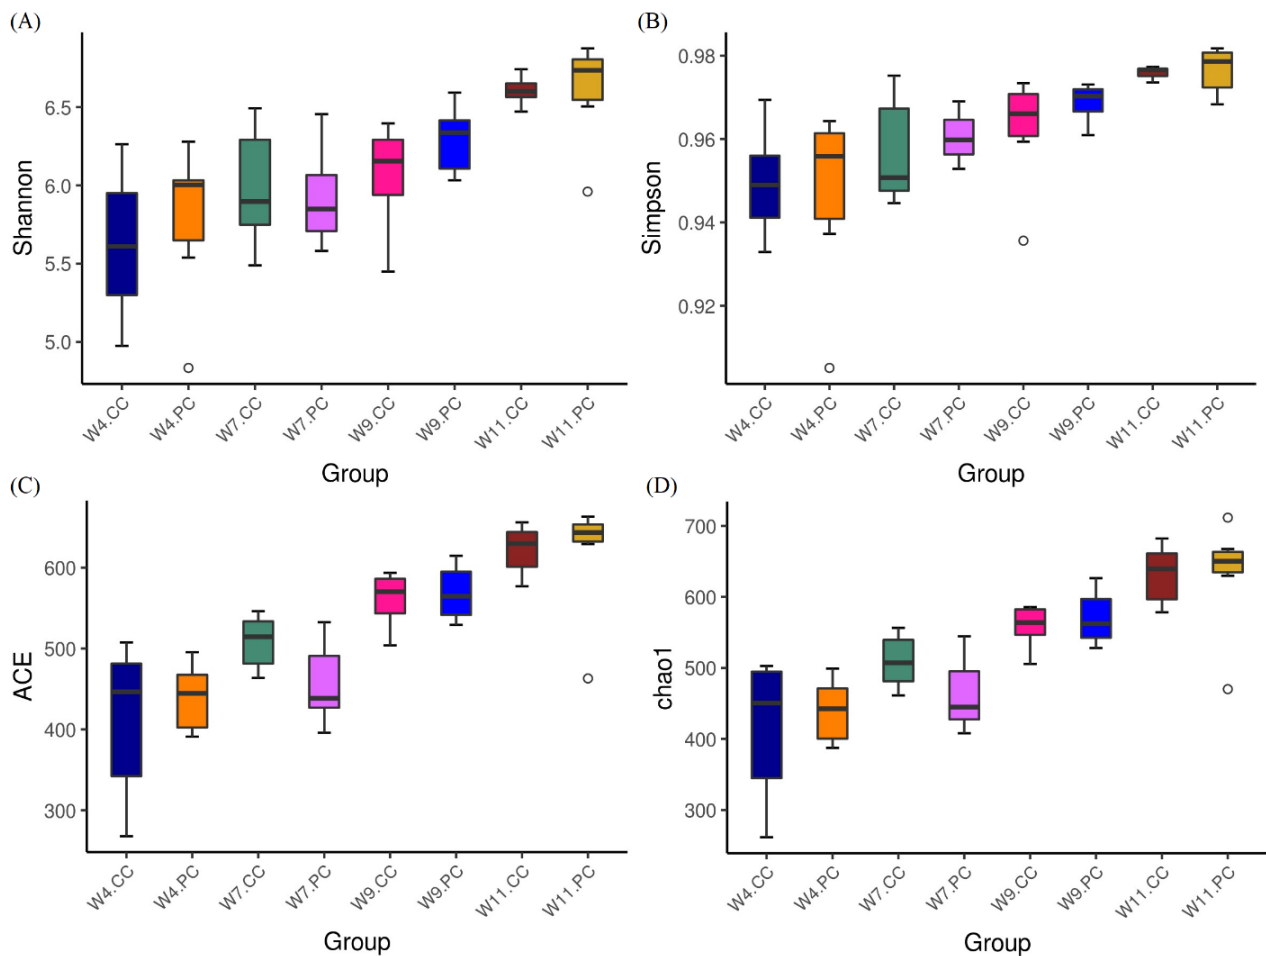 (A)
Shannon
6.5
6.0
5.5
5.0
W4.CC W4.PC W7.CC W7.PC W9.CC W9.PC W11.CC W11.PC
Group
(B)
Simpson
0.98
0.96
0.94
0.92
W4.CC W4.PC W7.CC W7.PC W9.CC W9.PC W11.CC W11.PC
Group
(C)
ACE
600
500
400
300
W4.CC W4.PC W7.CC W7.PC W9.CC W9.PC W11.CC W11.PC
Group
(D)
chao1
700
600
500
400
300
W4.CC W4.PC W7.CC W7.PC W9.CC W9.PC W11.CC W11.PC
Group